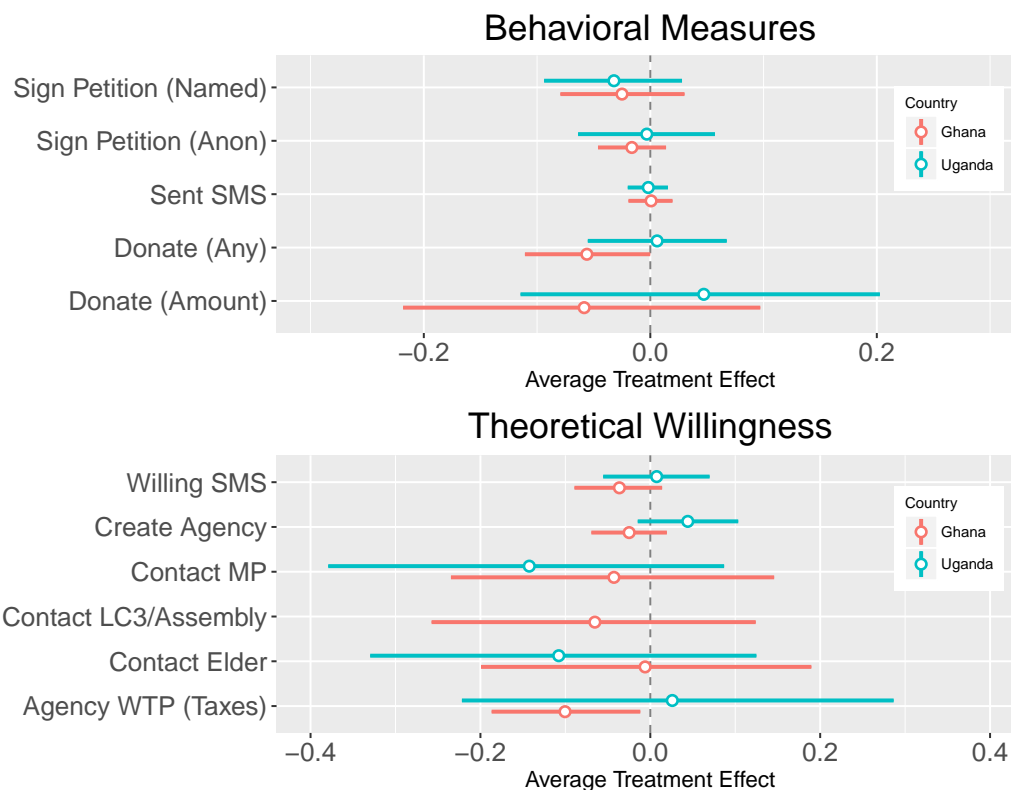 Behavioral Measures
Sign Petition (Named)
Sign Petition (Anon)
Sent SMS
Donate (Any)
Donate (Amount)
Country
Ghana
Uganda
−0.2 0.0 0.2
Average Treatment Effect
Theoretical Willingness
Willing SMS
Create Agency
Contact MP
Contact LC3/Assembly
Contact Elder
Agency WTP (Taxes)
Country
Ghana
Uganda
−0.4 −0.2 0.0 0.2 0.4
Average Treatment Effect